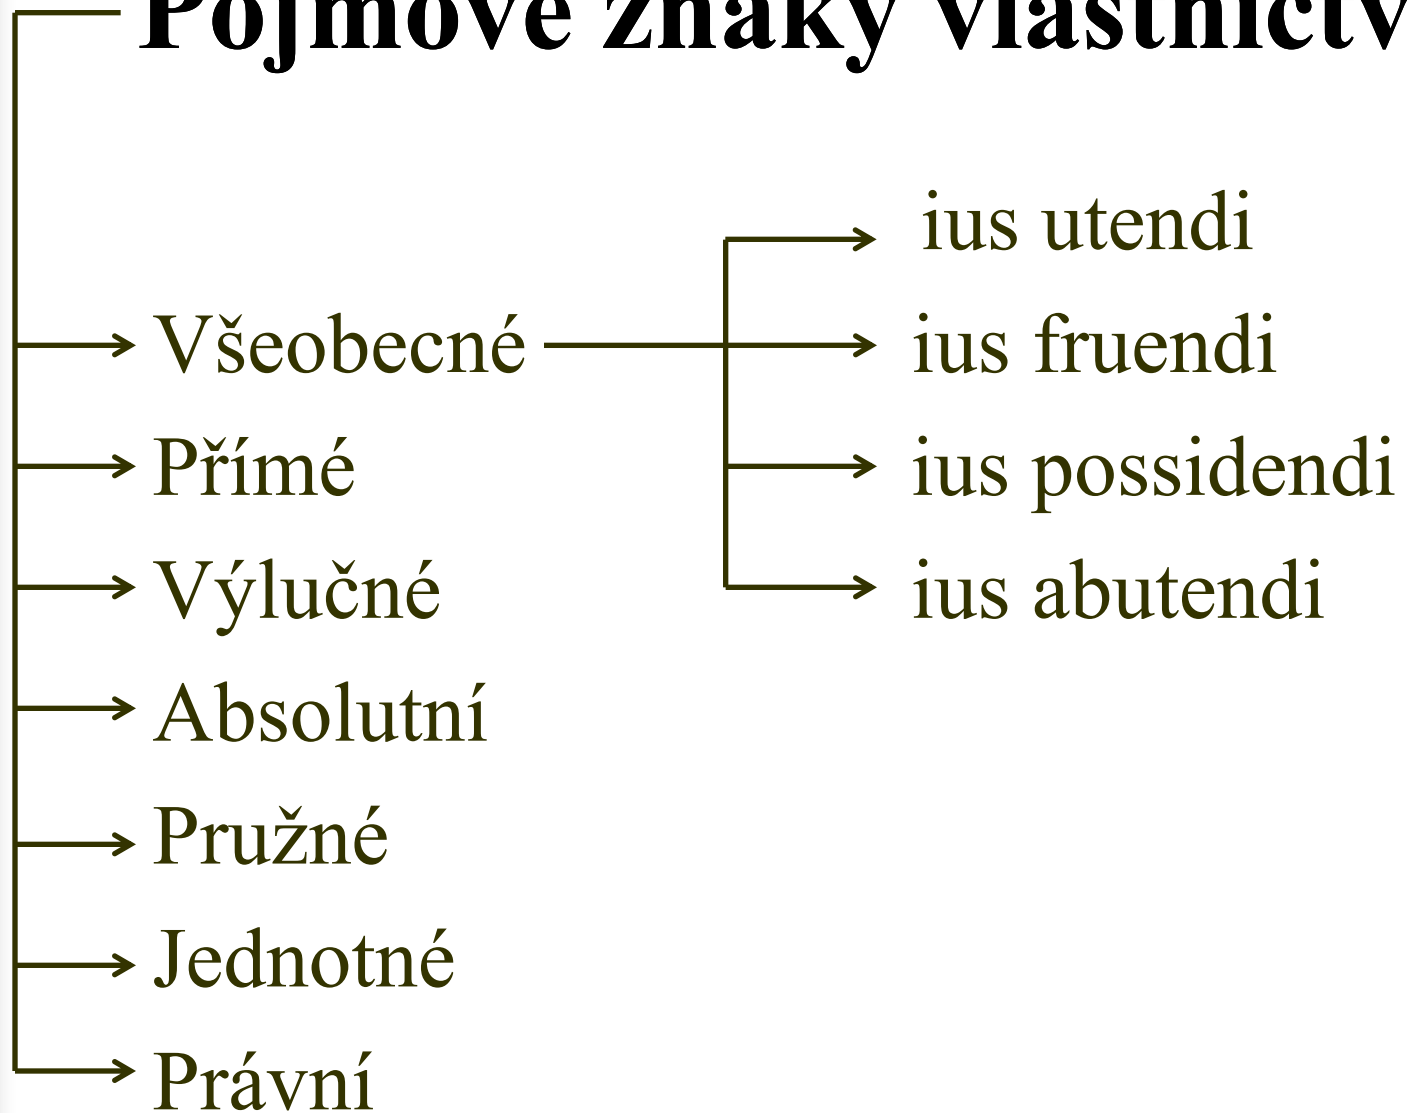 Pojmové znaky vlastnictv
ius utendi
Všeobecné
ius fruendi
Přímé
ius possidendi
Výlučné
ius abutendi
Absolutní
Pružné
Jednotné
Právní